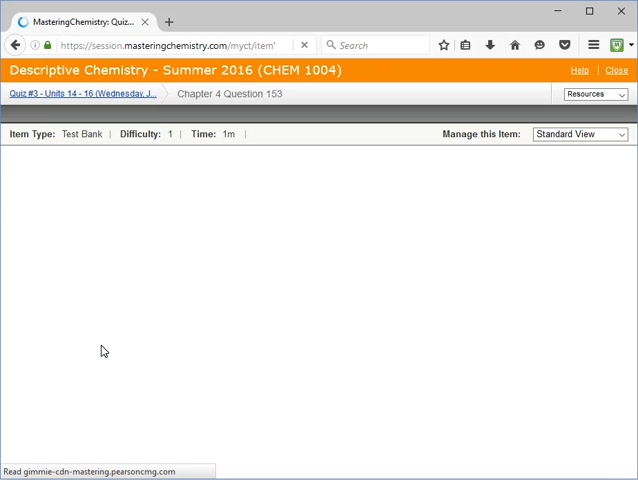 MasteringChemistry: Quiz...
https://session.masteringchemistry.com/myct/item'
Search
Descriptive Chemistry - Summer 2016 (CHEM 1004)
Help
Close
Quiz #3 - Units 14 - 16 (Wednesday, J...
Chapter 4 Question 153
Resources
Item Type: Test Bank | Difficulty: 1 | Time: 1m |
Manage this Item: Standard View
Read gimmie-cdn-mastering.pearsoncmg.com